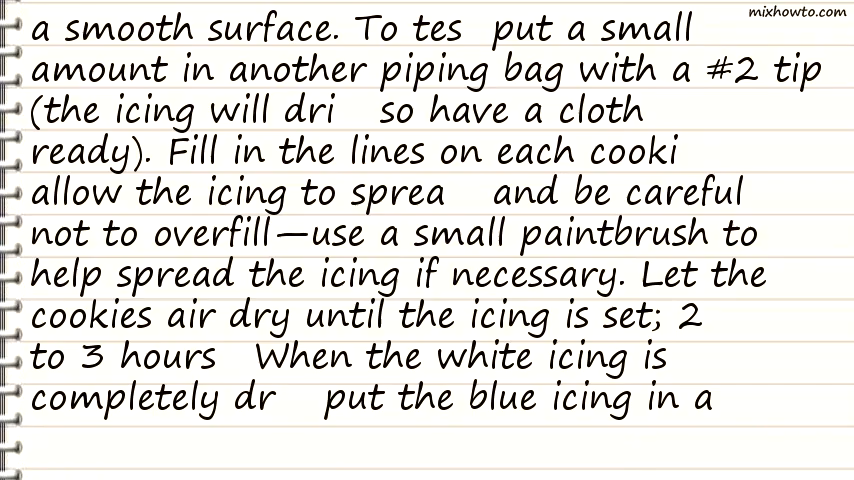 mixhowto.com
a smooth surface. To tes put a small
amount in another piping bag with a #2 tip
(the icing will dri so have a cloth
ready). Fill in the lines on each cooki
allow the icing to sprea and be careful
not to overfill—use a small paintbrush to
help spread the icing if necessary. Let the
cookies air dry until the icing is set; 2
to 3 hours When the white icing is
completely dr put the blue icing in a